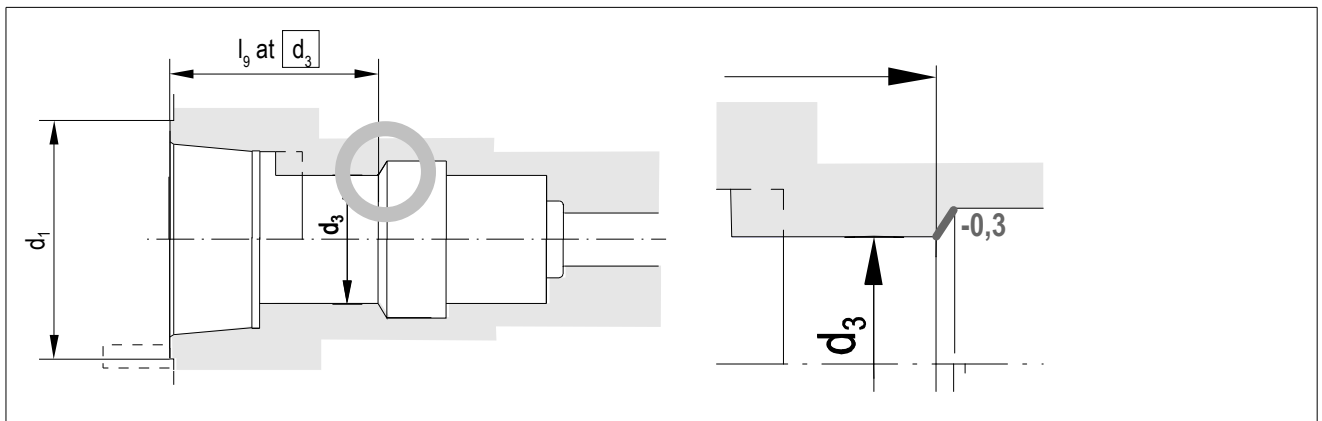 l₉ at d₃
d₁
d₃
d₃
-0,3